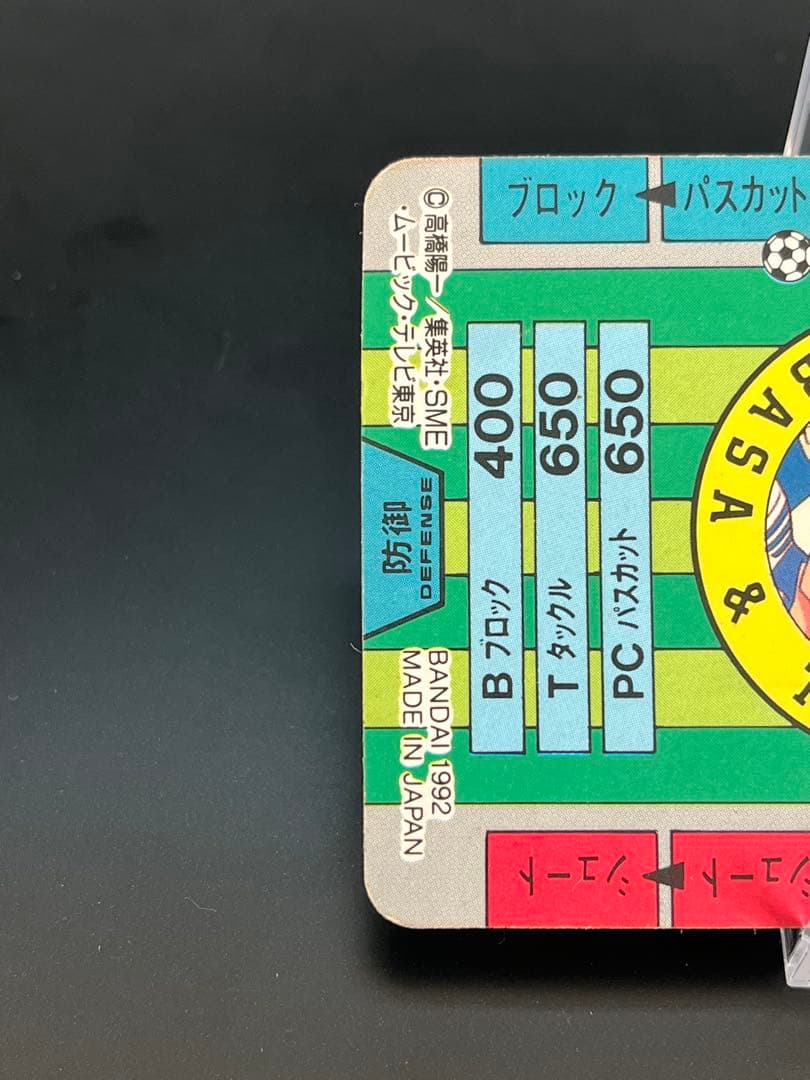 ブロック ◀ パスカット
© 高橋陽一／集英社・SME
・ムービック・テレビ東京
BASA &
B ブロック 400
T タックル 650
PC パスカット 650
防御
DEFENSE
BANDAI 1992
MADE IN JAPAN
シュート
シュート